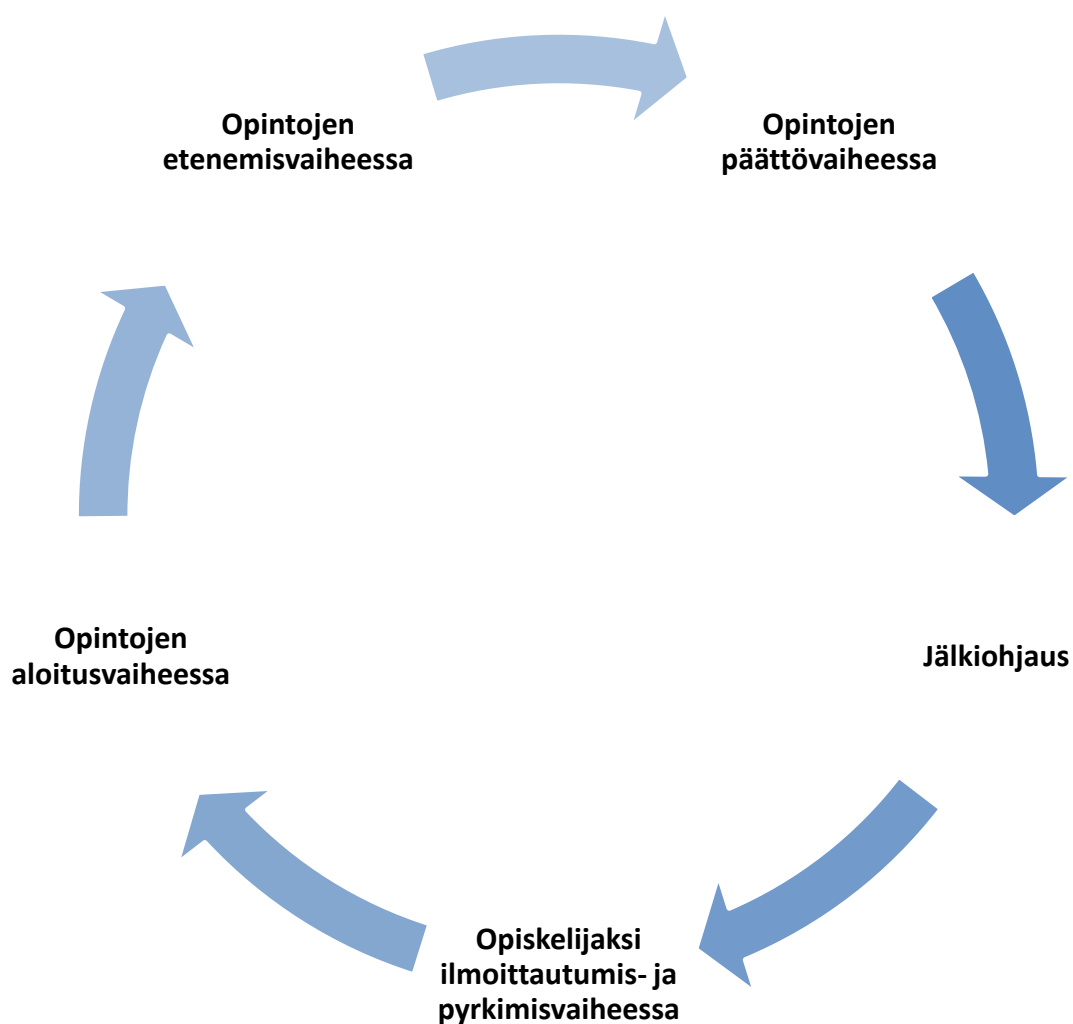 Opintojen
etenemisvaiheessa
Opintojen
päättövaiheessa
Jälkiohjaus
Opiskelijaksi
ilmoittautumis- ja
pyrkimisvaiheessa
Opintojen
aloitusvaiheessa